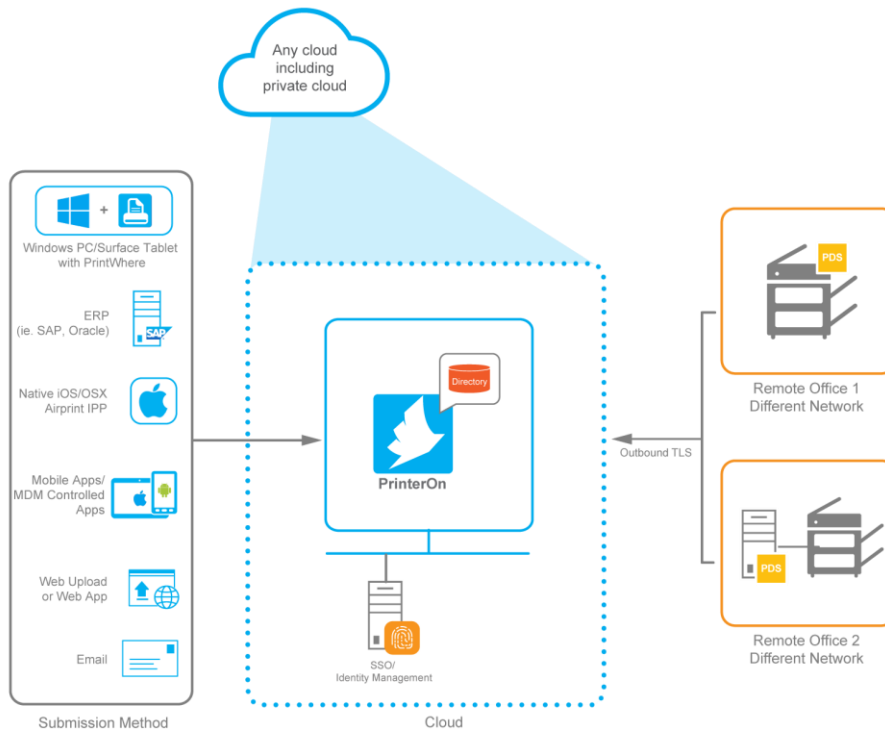 Any cloud
including
private cloud
+
Windows PC/Surface Tablet
with PrintWhere
ERP
(ie. SAP, Oracle)
SAP
Native iOS/OSX
Airprint IPP
Mobile Apps/
MDM Controlled
Apps
Web Upload
or Web App
Email
Submission Method
Directory
PrinterOn
SSO/
Identity Management
Cloud
Outbound TLS
PDS
Remote Office 1
Different Network
PDS
Remote Office 2
Different Network